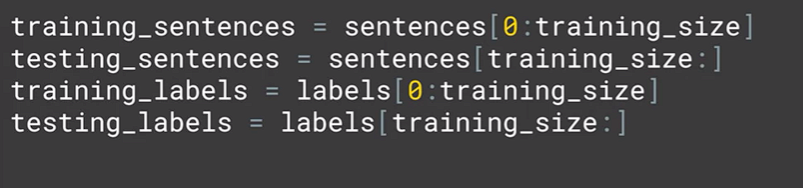 training_sentences = sentences[0:training_size]
testing_sentences = sentences[training_size:]
training_labels = labels[0:training_size]
testing_labels = labels[training_size:]